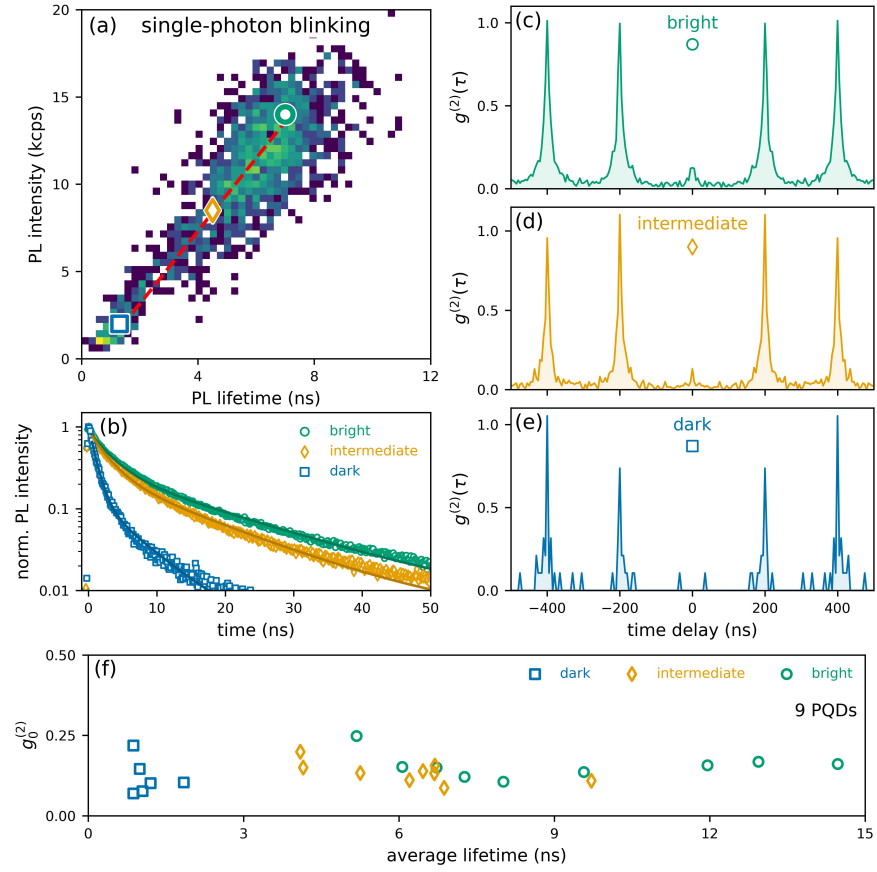 (a) single-photon blinking
PL intensity (kcps)
20
15
10
5
0
0 4 8 12
PL lifetime (ns)
(b)
bright
intermediate
dark
norm. PL intensity
1
0.1
0.01
0 10 20 30 40 50
time (ns)
(c) bright
g⁽²⁾(τ)
1.0
0.5
0.0
(d) intermediate
g⁽²⁾(τ)
1.0
0.5
0.0
(e) dark
g⁽²⁾(τ)
1.0
0.5
0.0
−400 −200 0 200 400
time delay (ns)
(f)
dark intermediate bright
9 PQDs
g₀⁽²⁾
0.50
0.25
0.00
0 3 6 9 12 15
average lifetime (ns)